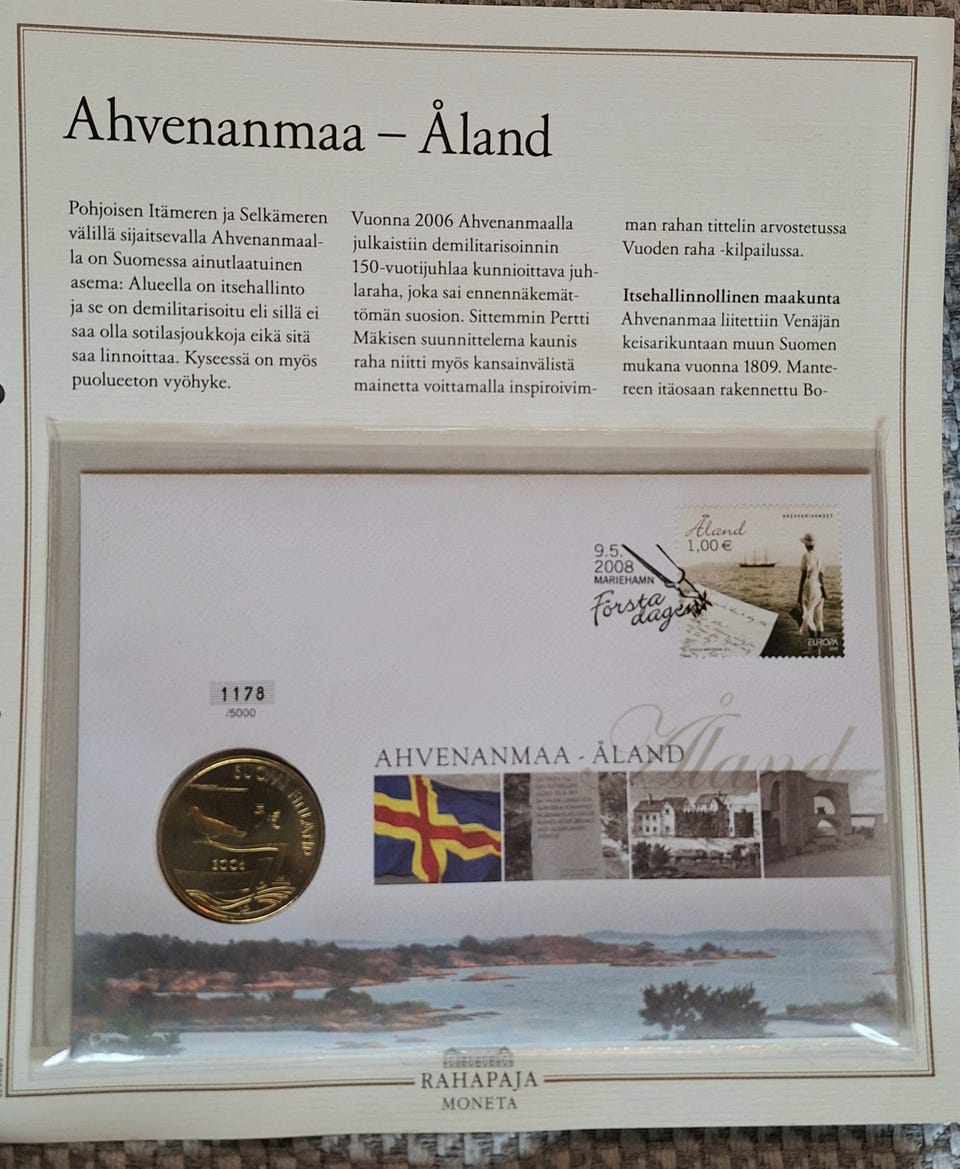 Ahvenanmaa – Åland
Pohjoisen Itämeren ja Selkämeren
välillä sijaitsevalla Ahvenanmaal-
la on Suomessa ainutlaatuinen
asema: Alueella on itsehallinto
ja se on demilitarisoitu eli sillä ei
saa olla sotilasjoukkoja eikä sitä
saa linnoittaa. Kyseessä on myös
puolueeton vyöhyke.
Vuonna 2006 Ahvenanmaalla
julkaistiin demilitarisoinnin
150-vuotijuhlaa kunnioittava juh-
laraha, joka sai ennennäkemät-
tömän suosion. Sittemmin Pertti
Mäkisen suunnittelema kaunis
raha niitti myös kansainvälistä
mainetta voittamalla inspiroivim-
man rahan tittelin arvostetussa
Vuoden raha -kilpailussa.
Itsehallinnollinen maakunta
Ahvenanmaa liitettiin Venäjän
keisarikuntaan muun Suomen
mukana vuonna 1809. Mante-
reen itäosaan rakennettu Bo-
BREVSKRIVANDET
Åland
1,00 €
EUROPA
9.5.
2008
MARIEHAMN
Första
dagen
1178
/5000
SUOMI FINLAND
2006
Åland
AHVENANMAA - ÅLAND
RAHAPAJA
MONETA